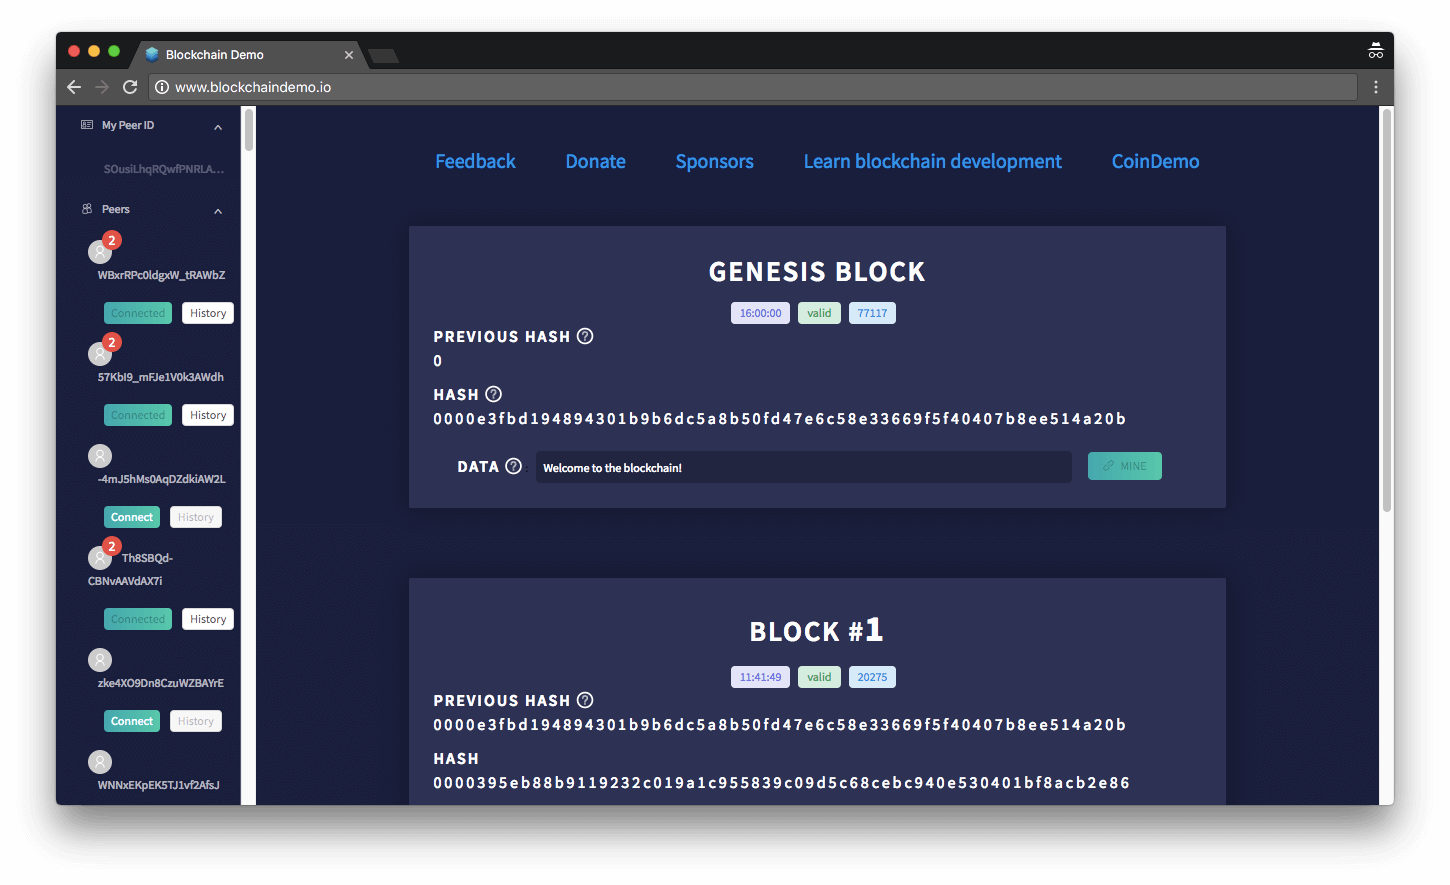 Blockchain Demo
www.blockchaindemo.io
My Peer ID
SOusiLhqRQwfPNRLA...
Peers
2
WBxrRPc0ldgxW_tRAWbZ
Connected History
2
57KbI9_mFJe1V0k3AWdh
Connected History
-4mJ5hMs0AqDZdkiAW2L
Connect History
2
Th8SBQd-
CBNvAAVdAX7i
Connected History
zke4XO9Dn8CzuWZBAYrE
Connect History
WNNxEKpEK5TJ1vf2AfsJ
Feedback Donate Sponsors Learn blockchain development CoinDemo
GENESIS BLOCK
16:00:00 valid 77117
PREVIOUS HASH ?
0
HASH ?
0000e3fbd194894301b9b6dc5a8b50fd47e6c58e33669f5f40407b8ee514a20b
DATA ? : Welcome to the blockchain! MINE
BLOCK #1
11:41:49 valid 20275
PREVIOUS HASH ?
0000e3fbd194894301b9b6dc5a8b50fd47e6c58e33669f5f40407b8ee514a20b
HASH
0000395eb88b9119232c019a1c955839c09d5c68cebc940e530401bf8acb2e86